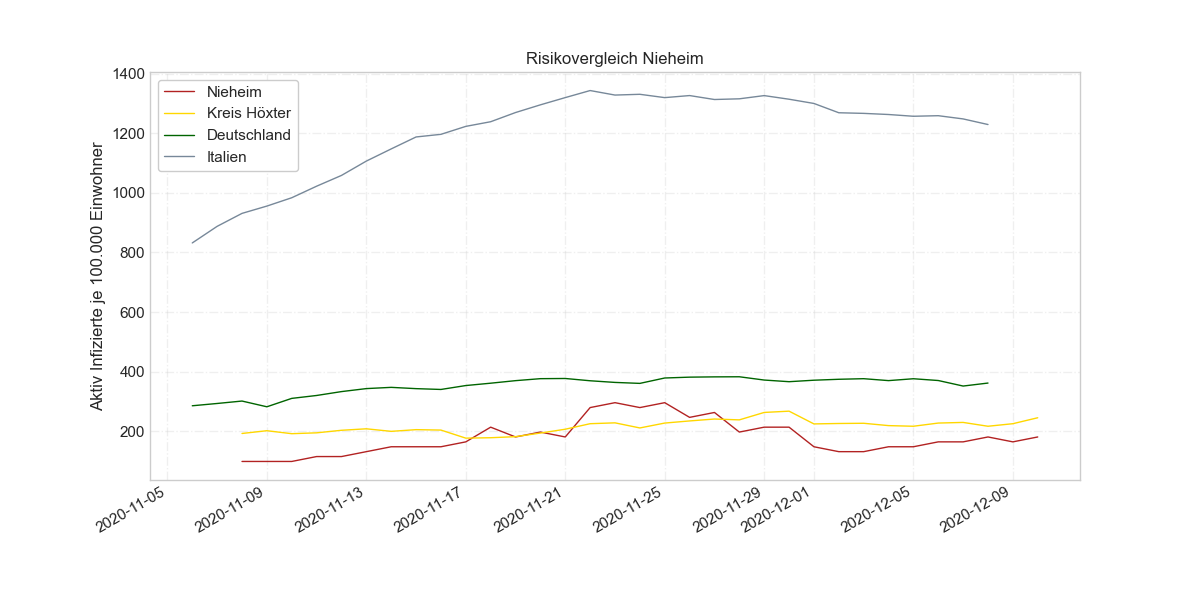 Risikovergleich Nieheim
Aktiv Infizierte je 100.000 Einwohner
1400
1200
1000
800
600
400
200
Nieheim
Kreis Höxter
Deutschland
Italien
2020-11-05
2020-11-09
2020-11-13
2020-11-17
2020-11-21
2020-11-25
2020-11-29
2020-12-01
2020-12-05
2020-12-09